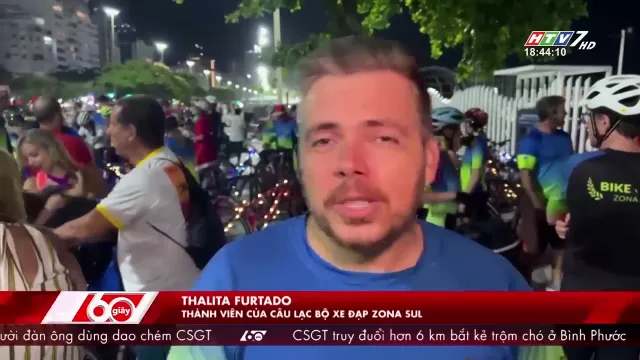 HTV7 HD
18:44:10
BIKE
ZONA
60 giây
THALITA FURTADO
THÀNH VIÊN CỦA CÂU LẠC BỘ XE ĐẠP ZONA SUL
ười đàn ông dùng dao chém CSGT 60 CSGT truy đuổi hơn 6 km bắt kẻ trộm chó ở Bình Phước